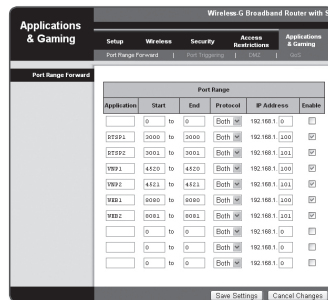 Wireless-G Broadband Router with S
Applications & Gaming
Setup Wireless Security Access Restrictions Applications & Gaming
Port Range Forward | Port Triggering | DMZ | QoS
Port Range Forward
Port Range
Application Start End Protocol IP Address Enable
0 to 0 Both 192.168.1. 0
RTSP1 3000 to 3000 Both 192.168.1. 100
RTSP2 3001 to 3001 Both 192.168.1. 101
VNP1 4520 to 4520 Both 192.168.1. 100
VNP2 4521 to 4521 Both 192.168.1. 101
WEB1 8080 to 8080 Both 192.168.1. 100
WEB2 8081 to 8081 Both 192.168.1. 101
0 to 0 Both 192.168.1. 0
0 to 0 Both 192.168.1. 0
0 to 0 Both 192.168.1. 0
Save Settings Cancel Changes